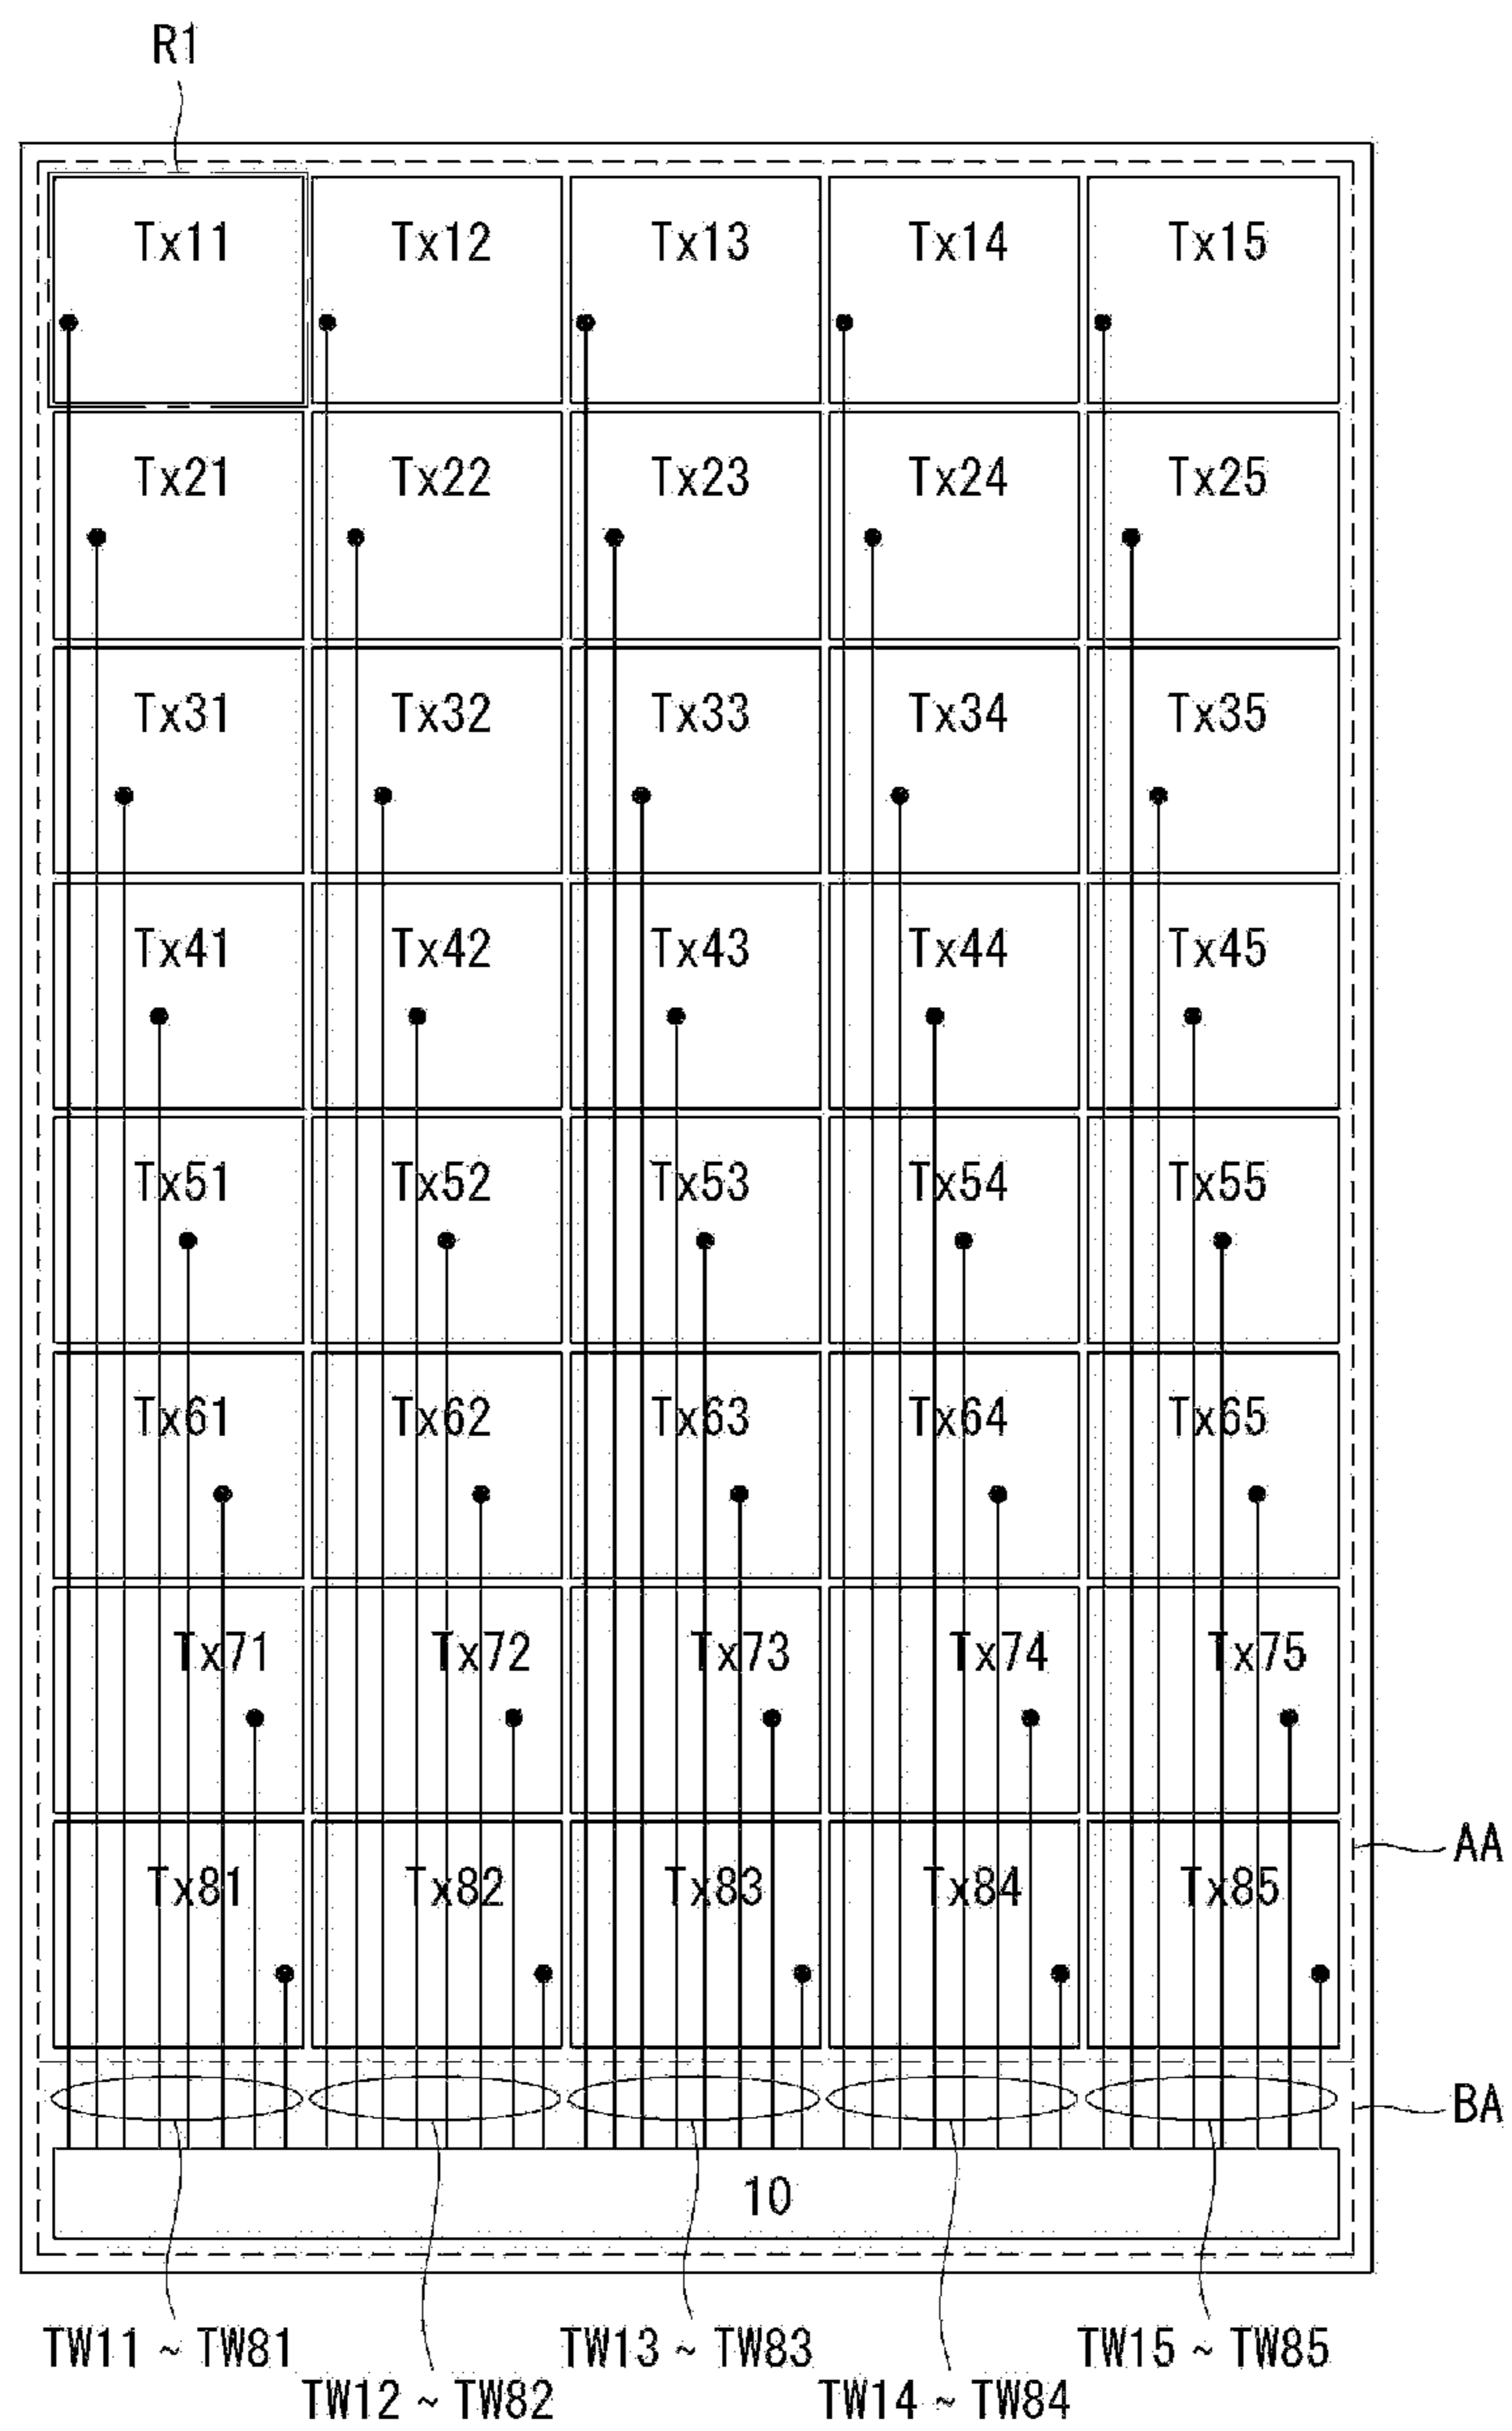 R1
Tx11 Tx12 Tx13 Tx14 Tx15
Tx21 Tx22 Tx23 Tx24 Tx25
Tx31 Tx32 Tx33 Tx34 Tx35
Tx41 Tx42 Tx43 Tx44 Tx45
Tx51 Tx52 Tx53 Tx54 Tx55
Tx61 Tx62 Tx63 Tx64 Tx65
Tx71 Tx72 Tx73 Tx74 Tx75
AA
Tx81 Tx82 Tx83 Tx84 Tx85
BA
10
TW11 ~ TW81 TW13 ~ TW83 TW15 ~ TW85
TW12 ~ TW82 TW14 ~ TW84